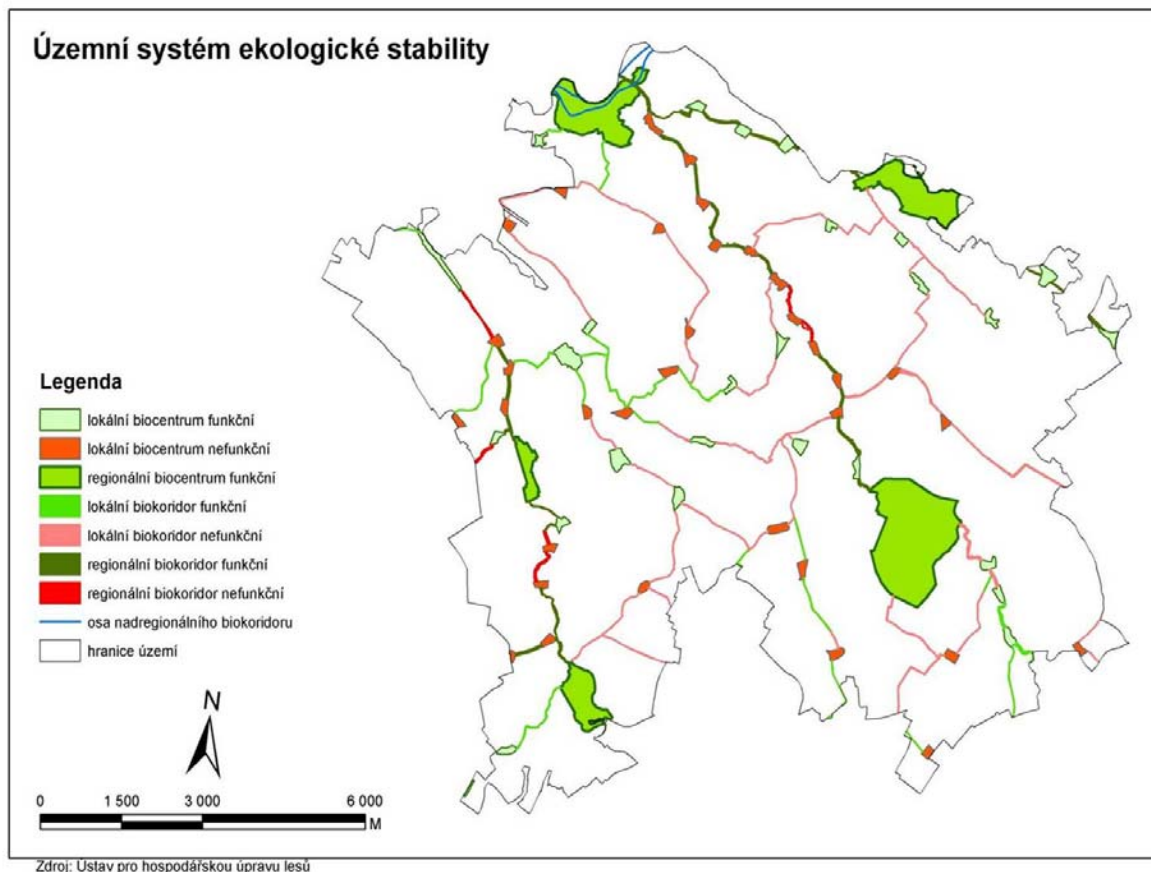 Územní systém ekologické stability
Legenda
lokální biocentrum funkční
lokální biocentrum nefunkční
regionální biocentrum funkční
lokální biokoridor funkční
lokální biokoridor nefunkční
regionální biokoridor funkční
regionální biokoridor nefunkční
osa nadregionálního biokoridoru
hranice území
N
0 1 500 3 000 6 000
M
Zdroj: Ústav pro hospodářskou úpravu lesů